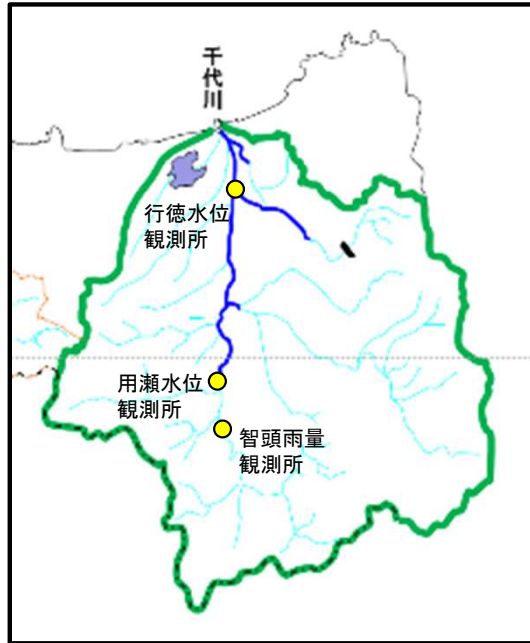 千代川
行徳水位
観測所
用瀬水位
観測所
智頭雨量
観測所